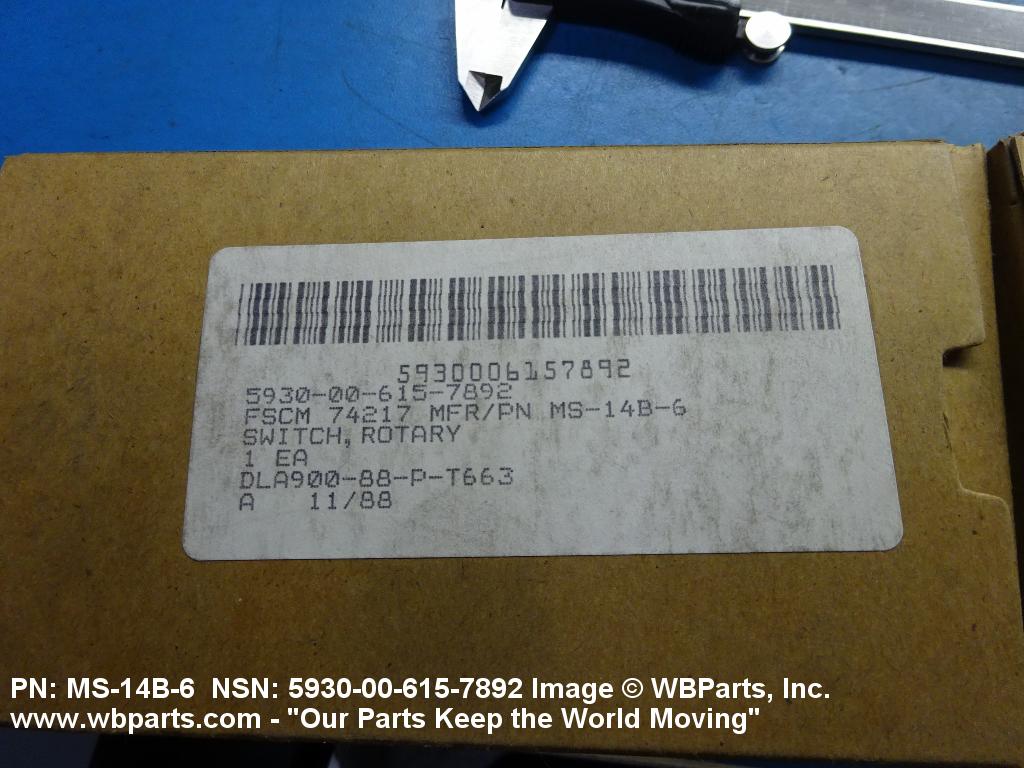 5930006157892
5930-00-615-7892
FSCM 74217 MFR/PN MS-14B-6
SWITCH, ROTARY
1 EA
DLA900-88-P-T663
A 11/88
PN: MS-14B-6 NSN: 5930-00-615-7892 Image © WBParts, Inc.
www.wbparts.com - "Our Parts Keep the World Moving"